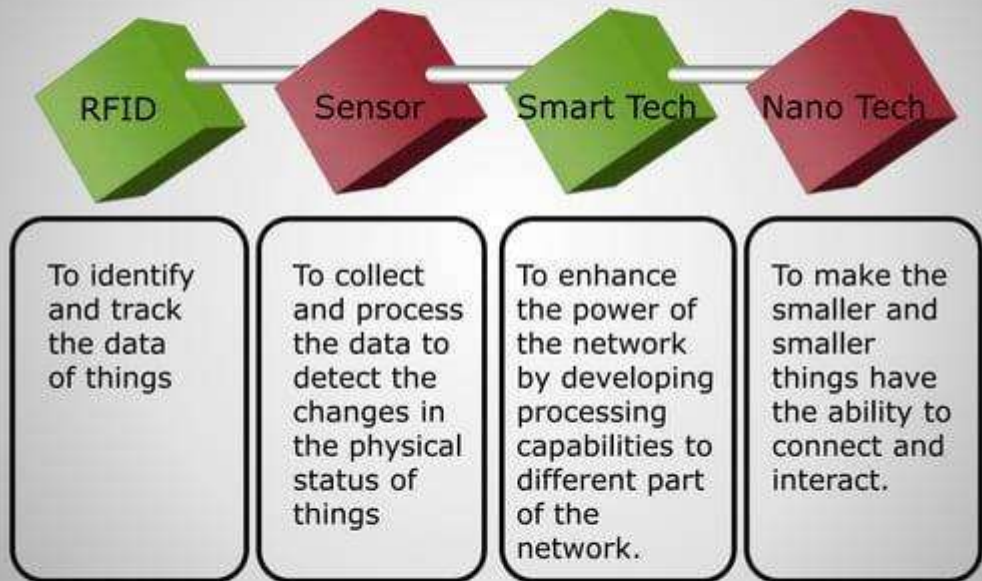 RFID
Sensor
Smart Tech
Nano Tech
To identify
and track
the data
of things
To collect
and process
the data to
detect the
changes in
the physical
status of
things
To enhance
the power of
the network
by developing
processing
capabilities to
different part
of the
network.
To make the
smaller and
smaller
things have
the ability to
connect and
interact.